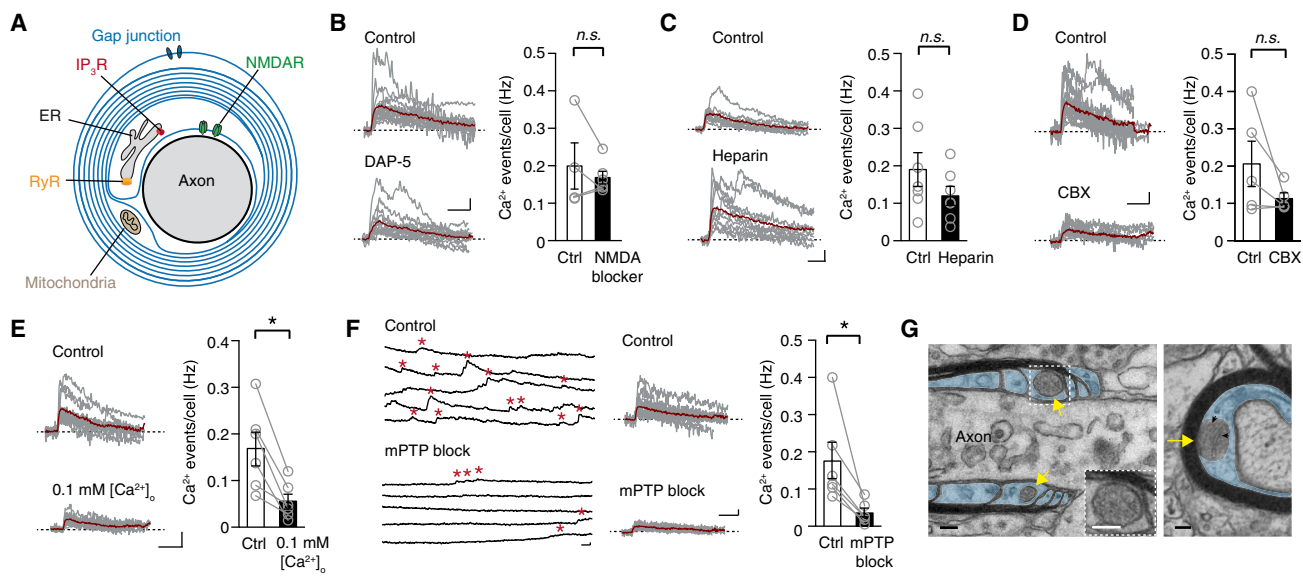 A
Gap junction
IP₃R
NMDAR
ER
RyR
Axon
Mitochondria
B
Control
DAP-5
Ca²⁺ events/cell (Hz)
0.5
0.4
0.3
0.2
0.1
0
n.s.
Ctrl NMDA
blocker
C
Control
Heparin
Ca²⁺ events/cell (Hz)
0.5
0.4
0.3
0.2
0.1
0
n.s.
Ctrl Heparin
D
Control
CBX
Ca²⁺ events/cell (Hz)
0.5
0.4
0.3
0.2
0.1
0
n.s.
Ctrl CBX
E
Control
0.1 mM [Ca²⁺]ₒ
Ca²⁺ events/cell (Hz)
0.4
0.3
0.2
0.1
0
*
Ctrl 0.1 mM
[Ca²⁺]ₒ
F
Control
* *
* * *
* *
* * *
* * * * *
mPTP block
***
*
*
Control
mPTP block
Ca²⁺ events/cell (Hz)
0.5
0.4
0.3
0.2
0.1
0
*
Ctrl mPTP
block
G
Axon